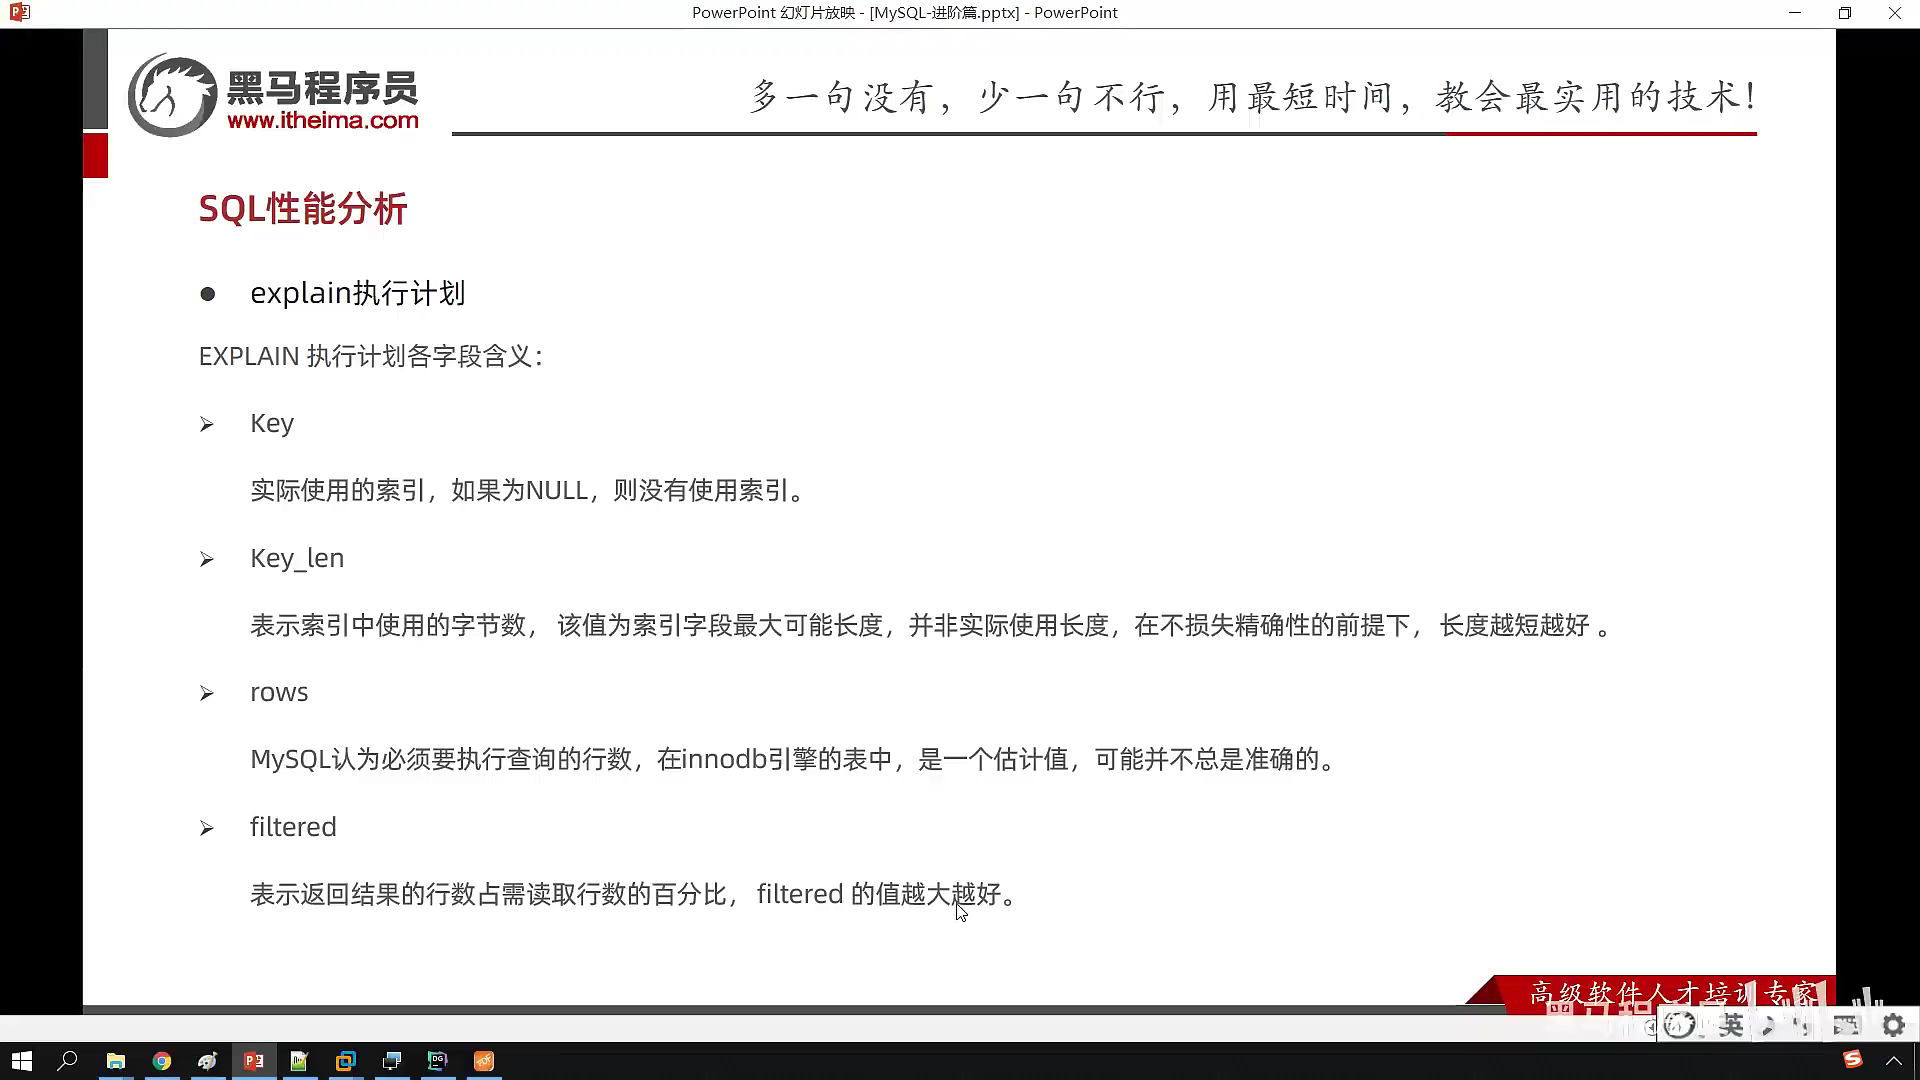 PowerPoint 幻灯片放映 - [MySQL-进阶篇.pptx] - PowerPoint
黑马程序员
www.itheima.com
多一句没有，少一句不行，用最短时间，教会最实用的技术！
SQL性能分析
● explain执行计划
EXPLAIN 执行计划各字段含义：
➢ Key
实际使用的索引，如果为NULL，则没有使用索引。
➢ Key_len
表示索引中使用的字节数， 该值为索引字段最大可能长度，并非实际使用长度，在不损失精确性的前提下， 长度越短越好 。
➢ rows
MySQL认为必须要执行查询的行数，在innodb引擎的表中，是一个估计值，可能并不总是准确的。
➢ filtered
表示返回结果的行数占需读取行数的百分比， filtered 的值越大越好。
高级软件人才培训专家
英